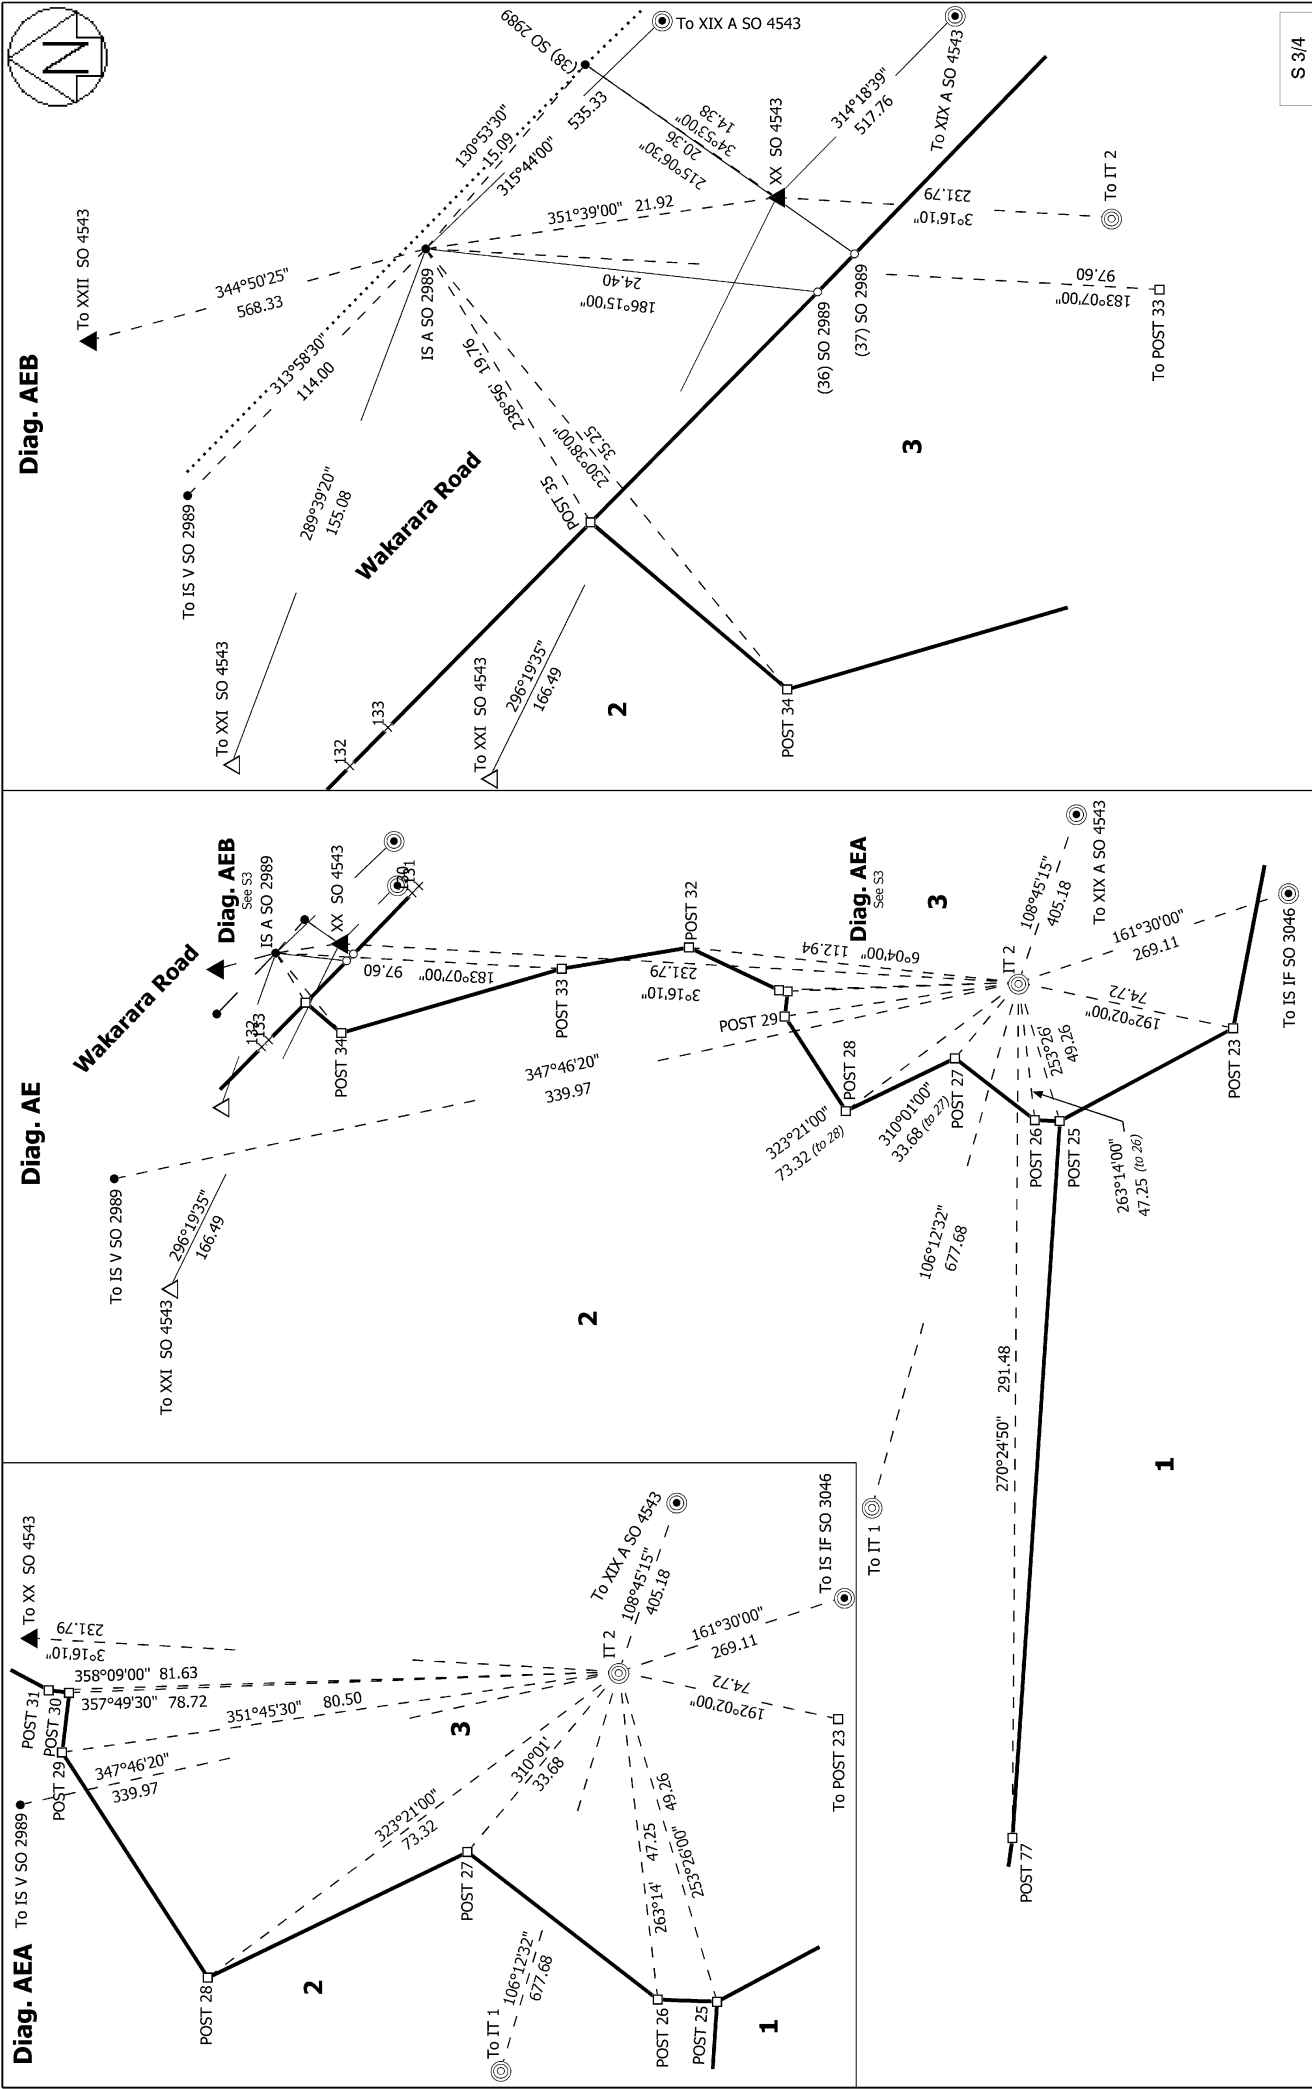 Diag. AEA
To IS V SO 2989
To XX SO 4543
231.79
3°16'10"
POST 31
POST 30
POST 29
358°09'00" 81.63
357°49'30" 78.72
351°45'30" 80.50
347°46'20"
339.97
323°21'00"
73.32
310°01'
33.68
3
POST 28
2
POST 27
To IT 1
106°12'32"
677.68
263°14' 47.25
253°26'00" 49.26
POST 26
POST 25
1
IT 2
To XIX A SO 4543
108°45'15"
405.18
To IS IF SO 3046
161°30'00"
269.11
74.72
192°02'00"
To POST 23
Diag. AE
Wakarara Road
Diag. AEB
See S3
IS A SO 2989
XX SO 4543
130
131
132
133
POST 34
97.60
183°07'00"
POST 33
231.79
3°16'10"
POST 32
To IS V SO 2989
296°19'35"
166.49
To XXI SO 4543
347°46'20"
339.97
POST 29
112.94
6°04'00"
Diag. AEA
See S3
3
2
POST 28
323°21'00"
73.32 (to 28)
310°01'00"
33.68 (to 27)
POST 27
IT 2
108°45'15"
405.18
To XIX A SO 4543
161°30'00"
269.11
To IS IF SO 3046
74.72
192°02'00"
POST 23
253°26
49.26
POST 26
POST 25
263°14'00"
47.25 (to 26)
106°12'32"
677.68
To IT 1
270°24'50" 291.48
1
POST 77
Diag. AEB
To XXII SO 4543
344°50'25"
568.33
313°58'30"
114.00
To IS V SO 2989
To XXI SO 4543
289°39'20"
155.08
Wakarara Road
IS A SO 2989
130°53'30"
15.09
315°44'00"
535.33
(38) SO 2989
To XIX A SO 4543
14.38
34°53'00"
20.36
215°06'30"
351°39'00" 21.92
XX SO 4543
314°18'39"
517.76
To XIX A SO 4543
24.40
186°15'00"
238°56' 19.76
230°38'00"
35.25
POST 35
(36) SO 2989
(37) SO 2989
231.79
3°16'10"
To IT 2
97.60
183°07'00"
To POST 33
3
132
133
To XXI SO 4543
296°19'35"
166.49
2
POST 34
N
S 3/4